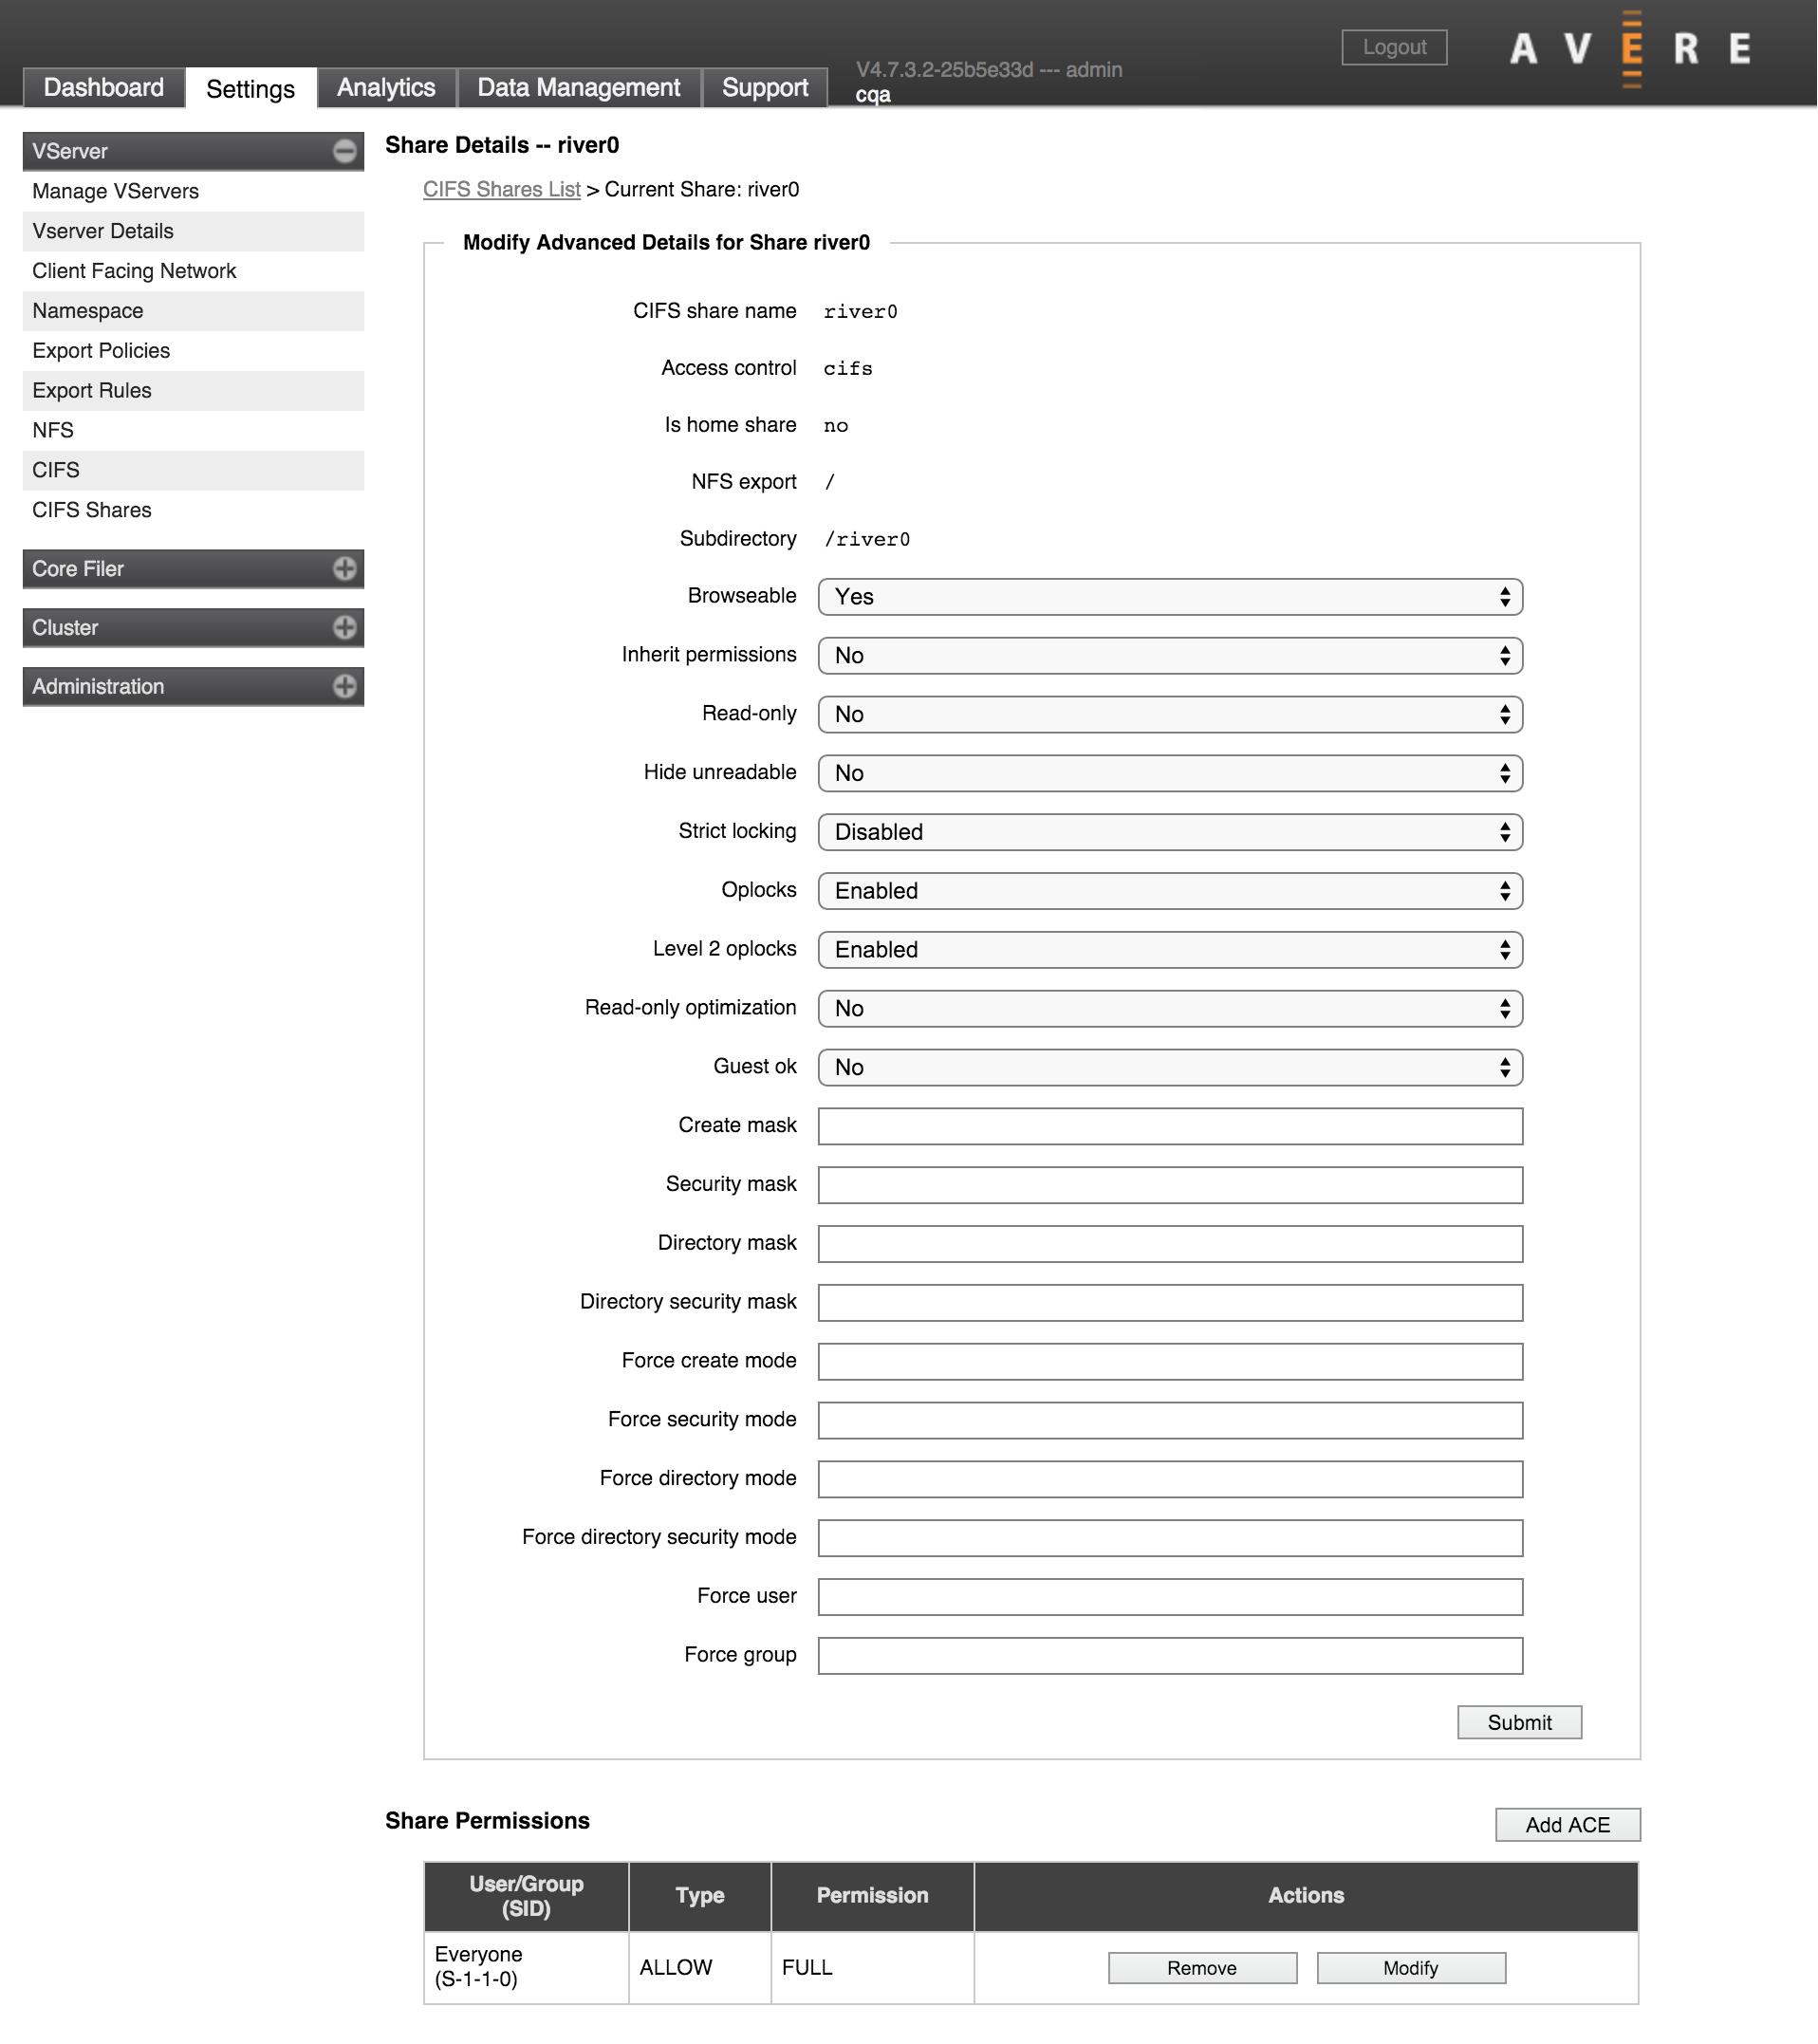 Logout
AVERE
Dashboard Settings Analytics Data Management Support
V4.7.3.2-25b5e33d --- admin
cqa
VServer
Manage VServers
Vserver Details
Client Facing Network
Namespace
Export Policies
Export Rules
NFS
CIFS
CIFS Shares
Core Filer
Cluster
Administration
Share Details -- river0
CIFS Shares List > Current Share: river0
Modify Advanced Details for Share river0
CIFS share name river0
Access control cifs
Is home share no
NFS export /
Subdirectory /river0
Browseable Yes
Inherit permissions No
Read-only No
Hide unreadable No
Strict locking Disabled
Oplocks Enabled
Level 2 oplocks Enabled
Read-only optimization No
Guest ok No
Create mask
Security mask
Directory mask
Directory security mask
Force create mode
Force security mode
Force directory mode
Force directory security mode
Force user
Force group
Submit
Share Permissions
Add ACE
User/Group
(SID)
Type
Permission
Actions
Everyone
(S-1-1-0)
ALLOW
FULL
Remove
Modify